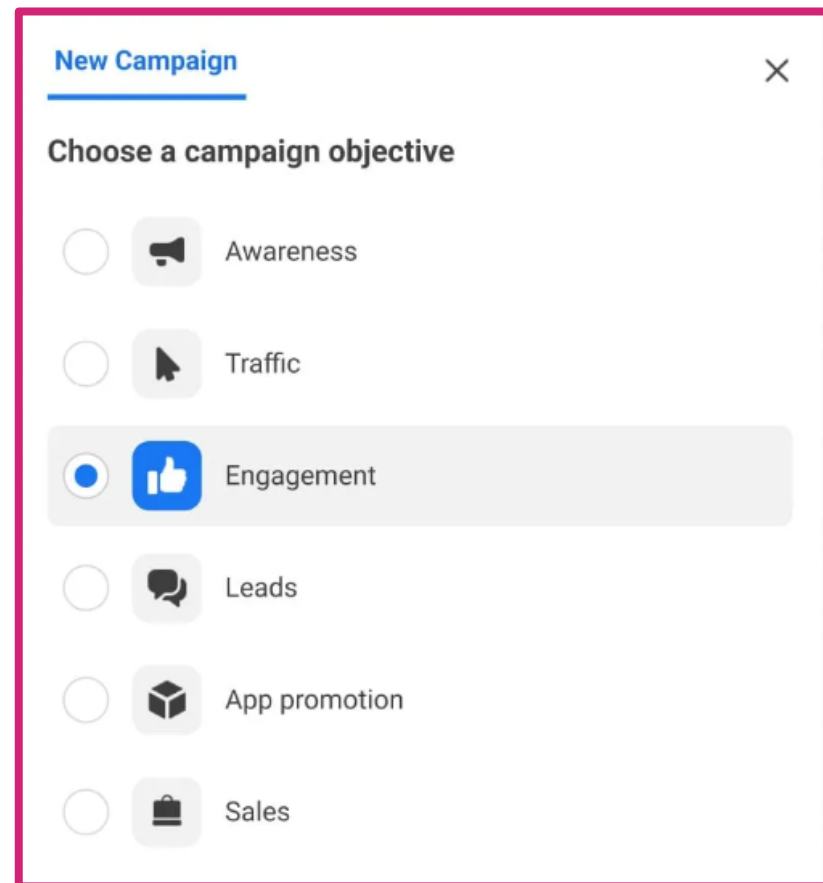 New Campaign
Choose a campaign objective
Awareness
Traffic
Engagement
Leads
App promotion
Sales